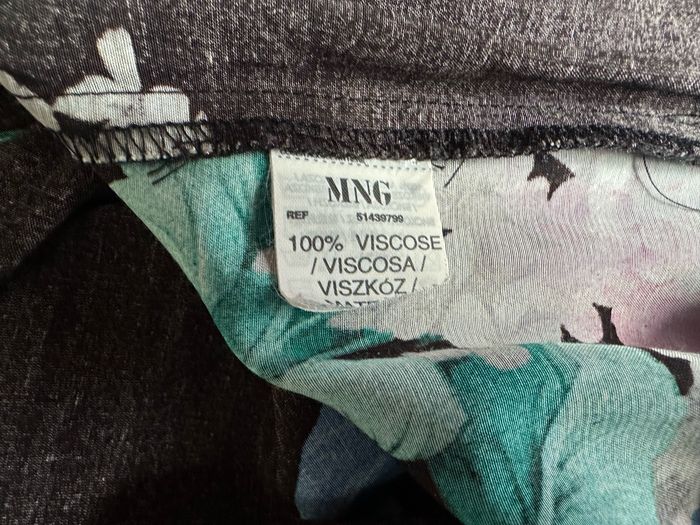 MNG
REF 51439799
100% VISCOSE
/ VISCOSA /
VISZKÓZ /